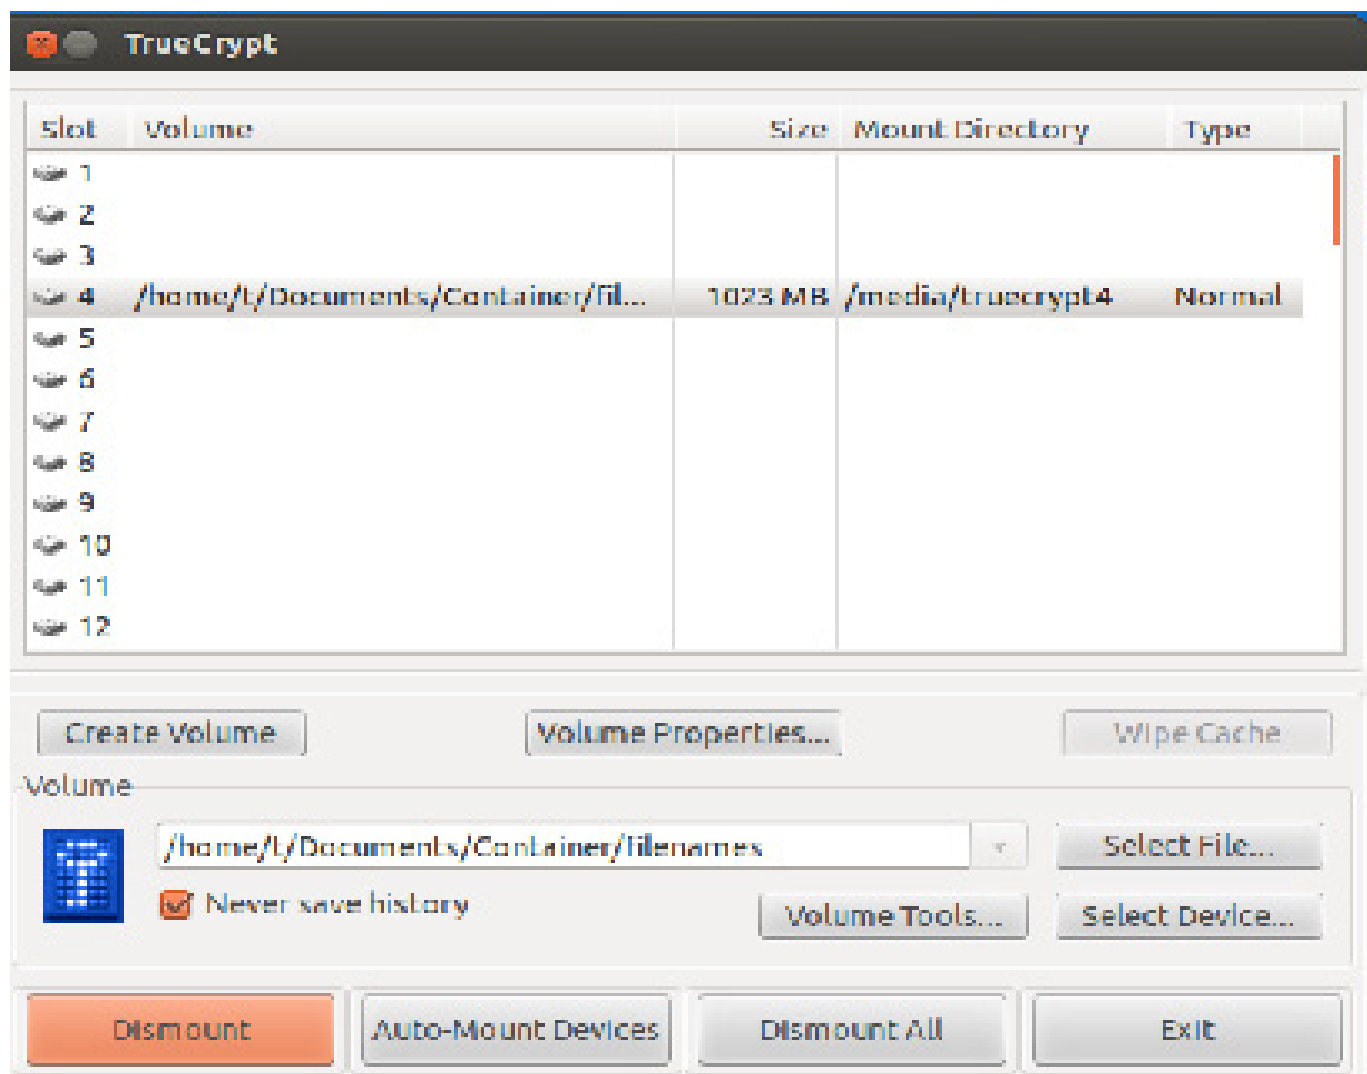 TrueCrypt
Slot Volume Size Mount Directory Type
1
2
3
4 /home/t/Documents/Container/fil... 1023 MB /media/truecrypt4 Normal
5
6
7
8
9
10
11
12
Create Volume Volume Properties... Wipe Cache
Volume
/home/t/Documents/Container/filenames Select File...
Never save history Volume Tools... Select Device...
Dismount Auto-Mount Devices Dismount All Exit